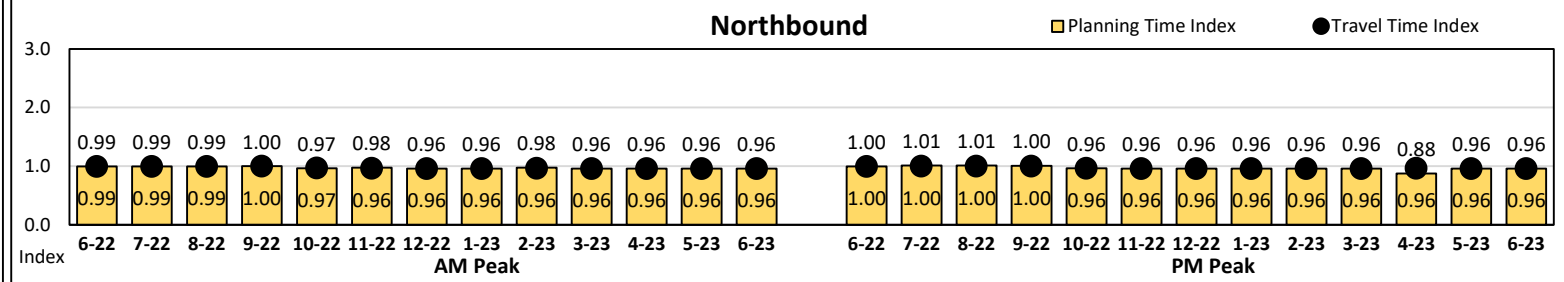 Northbound
Planning Time Index Travel Time Index
3.0
2.0
0.99 0.99 0.99 1.00 0.97 0.98 0.96 0.96 0.98 0.96 0.96 0.96 0.96 1.00 1.01 1.01 1.00 0.96 0.96 0.96 0.96 0.96 0.96 0.88 0.96 0.96
1.0
0.99 0.99 0.99 1.00 0.97 0.96 0.96 0.96 0.96 0.96 0.96 0.96 0.96 1.00 1.00 1.00 1.00 0.96 0.96 0.96 0.96 0.96 0.96 0.96 0.96 0.96
0.0
6-22 7-22 8-22 9-22 10-22 11-22 12-22 1-23 2-23 3-23 4-23 5-23 6-23 6-22 7-22 8-22 9-22 10-22 11-22 12-22 1-23 2-23 3-23 4-23 5-23 6-23
Index
AM Peak PM Peak